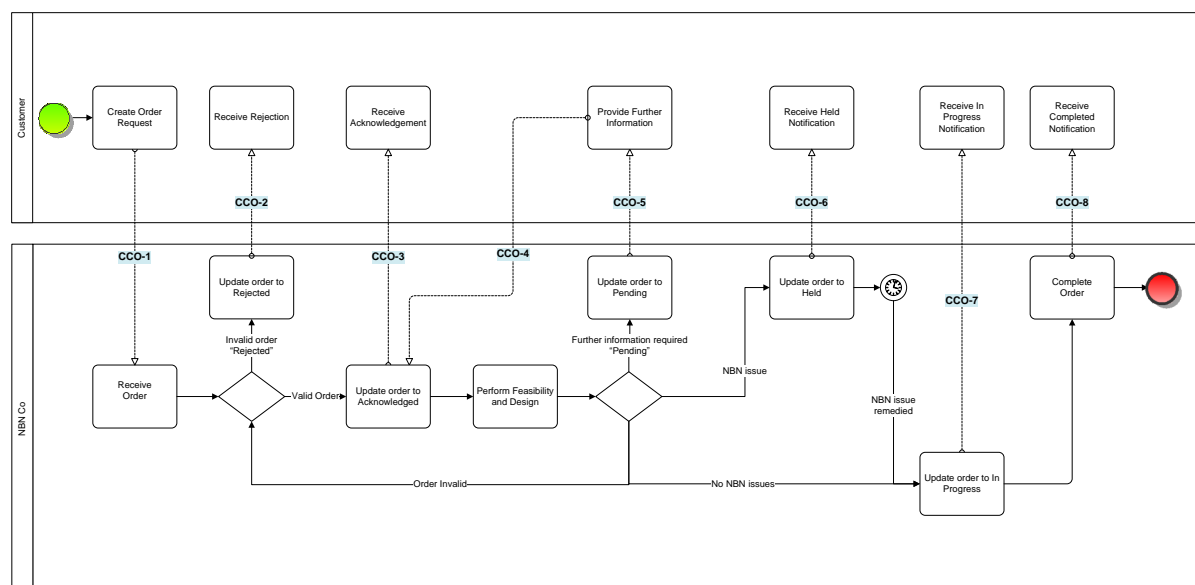 Customer
Create Order
Request
Receive Rejection
Receive
Acknowledgement
Provide Further
Information
Receive Held
Notification
Receive In
Progress
Notification
Receive
Completed
Notification
CCO-2
CCO-5
CCO-6
CCO-8
CCO-1
CCO-3
CCO-4
CCO-7
NBN Co
Update order to
Rejected
Update order to
Pending
Update order to
Held
Complete
Order
Invalid order
“Rejected”
Further information required
“Pending”
NBN issue
Receive
Order
Valid Order
Update order to
Acknowledged
Perform Feasibility
and Design
NBN issue
remedied
Order Invalid
No NBN issues
Update order to In
Progress